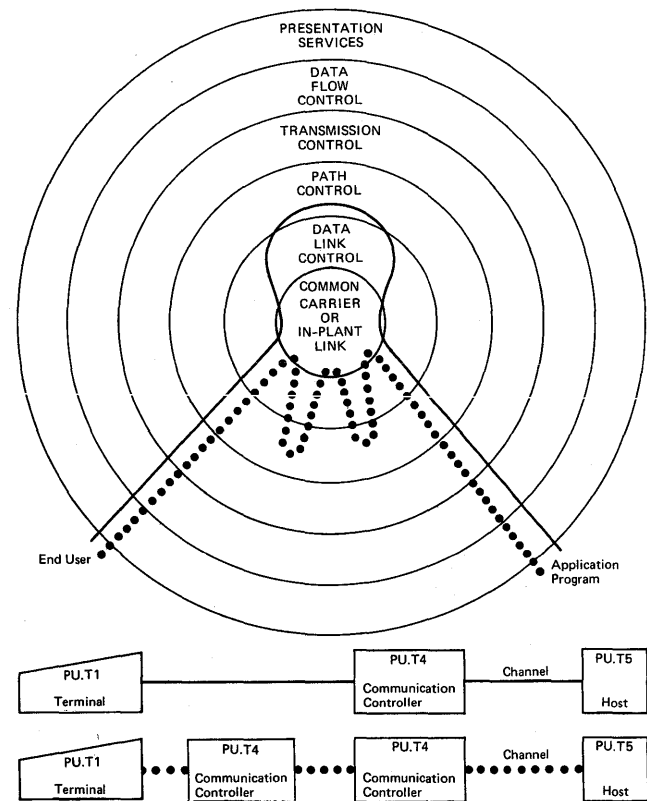 PRESENTATION
SERVICES
DATA
FLOW
CONTROL
TRANSMISSION
CONTROL
PATH
CONTROL
DATA
LINK
CONTROL
COMMON
CARRIER
OR
IN-PLANT
LINK
End User
Application
Program
PU.T1
Terminal
PU.T4
Communication
Controller
Channel
PU.T5
Host
PU.T1
Terminal
PU.T4
Communication
Controller
PU.T4
Communication
Controller
Channel
PU.T5
Host